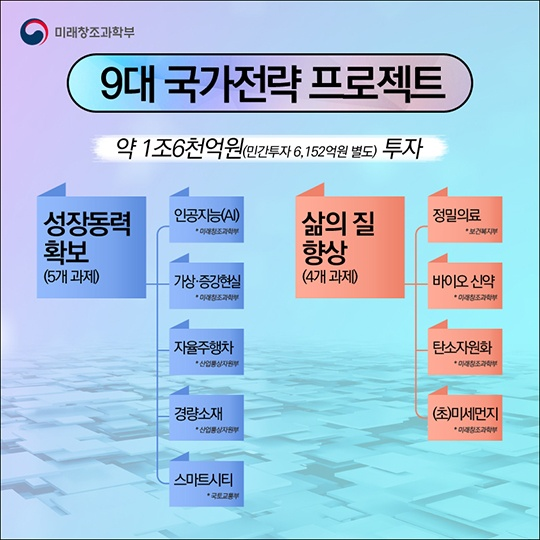 미래창조과학부
9대 국가전략 프로젝트
약 1조6천억원(민간투자 6,152억원 별도) 투자
성장동력
확보
(5개 과제)
인공지능(AI)
* 미래창조과학부
가상·증강현실
* 미래창조과학부
자율주행차
* 산업통상자원부
경량소재
* 산업통상자원부
스마트시티
* 국토교통부
삶의 질
향상
(4개 과제)
정밀의료
* 보건복지부
바이오 신약
* 미래창조과학부
탄소자원화
* 미래창조과학부
(초)미세먼지
* 미래창조과학부